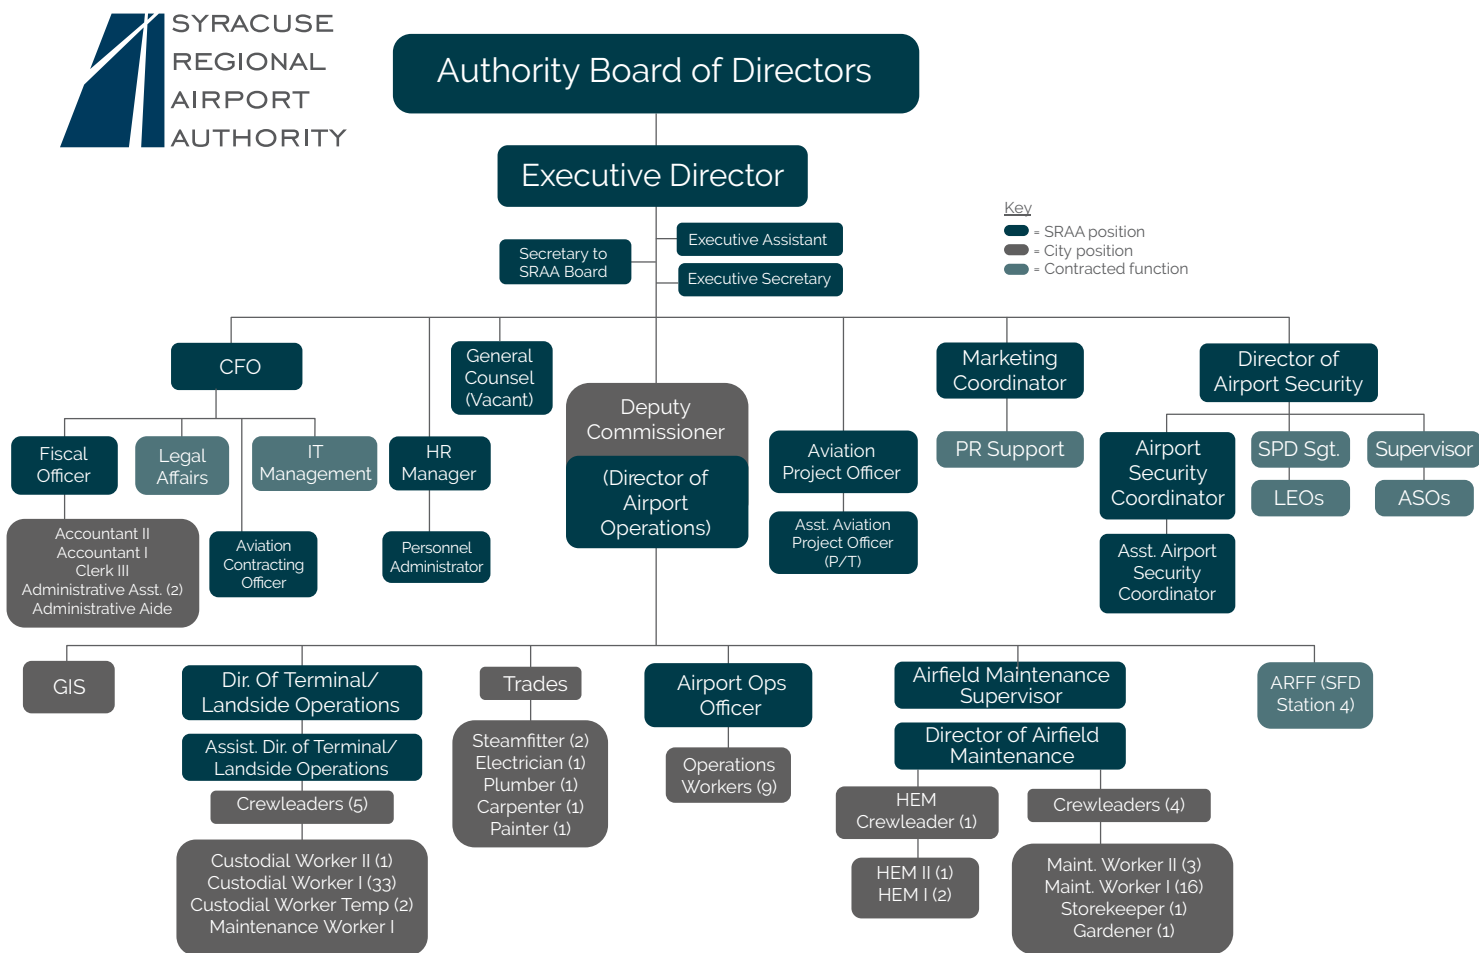 SYRACUSE
REGIONAL
AIRPORT
AUTHORITY
Authority Board of Directors
Executive Director
Key
= SRAA position
= City position
= Contracted function
Secretary to
SRAA Board
Executive Assistant
Executive Secretary
CFO
General
Counsel
(Vacant)
Marketing
Coordinator
Director of
Airport Security
Deputy
Commissioner
(Director of
Airport
Operations)
Fiscal
Officer
Legal
Affairs
IT
Management
HR
Manager
Aviation
Project Officer
PR Support
Airport
Security
Coordinator
SPD Sgt.
Supervisor
LEOs
ASOs
Accountant II
Accountant I
Clerk III
Administrative Asst. (2)
Administrative Aide
Aviation
Contracting
Officer
Personnel
Administrator
Asst. Aviation
Project Officer
(P/T)
Asst. Airport
Security
Coordinator
GIS
Dir. Of Terminal/
Landside Operations
Assist. Dir. of Terminal/
Landside Operations
Crewleaders (5)
Custodial Worker II (1)
Custodial Worker I (33)
Custodial Worker Temp (2)
Maintenance Worker I
Trades
Steamfitter (2)
Electrician (1)
Plumber (1)
Carpenter (1)
Painter (1)
Airport Ops
Officer
Operations
Workers (9)
Airfield Maintenance
Supervisor
Director of Airfield
Maintenance
HEM
Crewleader (1)
HEM II (1)
HEM I (2)
Crewleaders (4)
Maint. Worker II (3)
Maint. Worker I (16)
Storekeeper (1)
Gardener (1)
ARFF (SFD
Station 4)